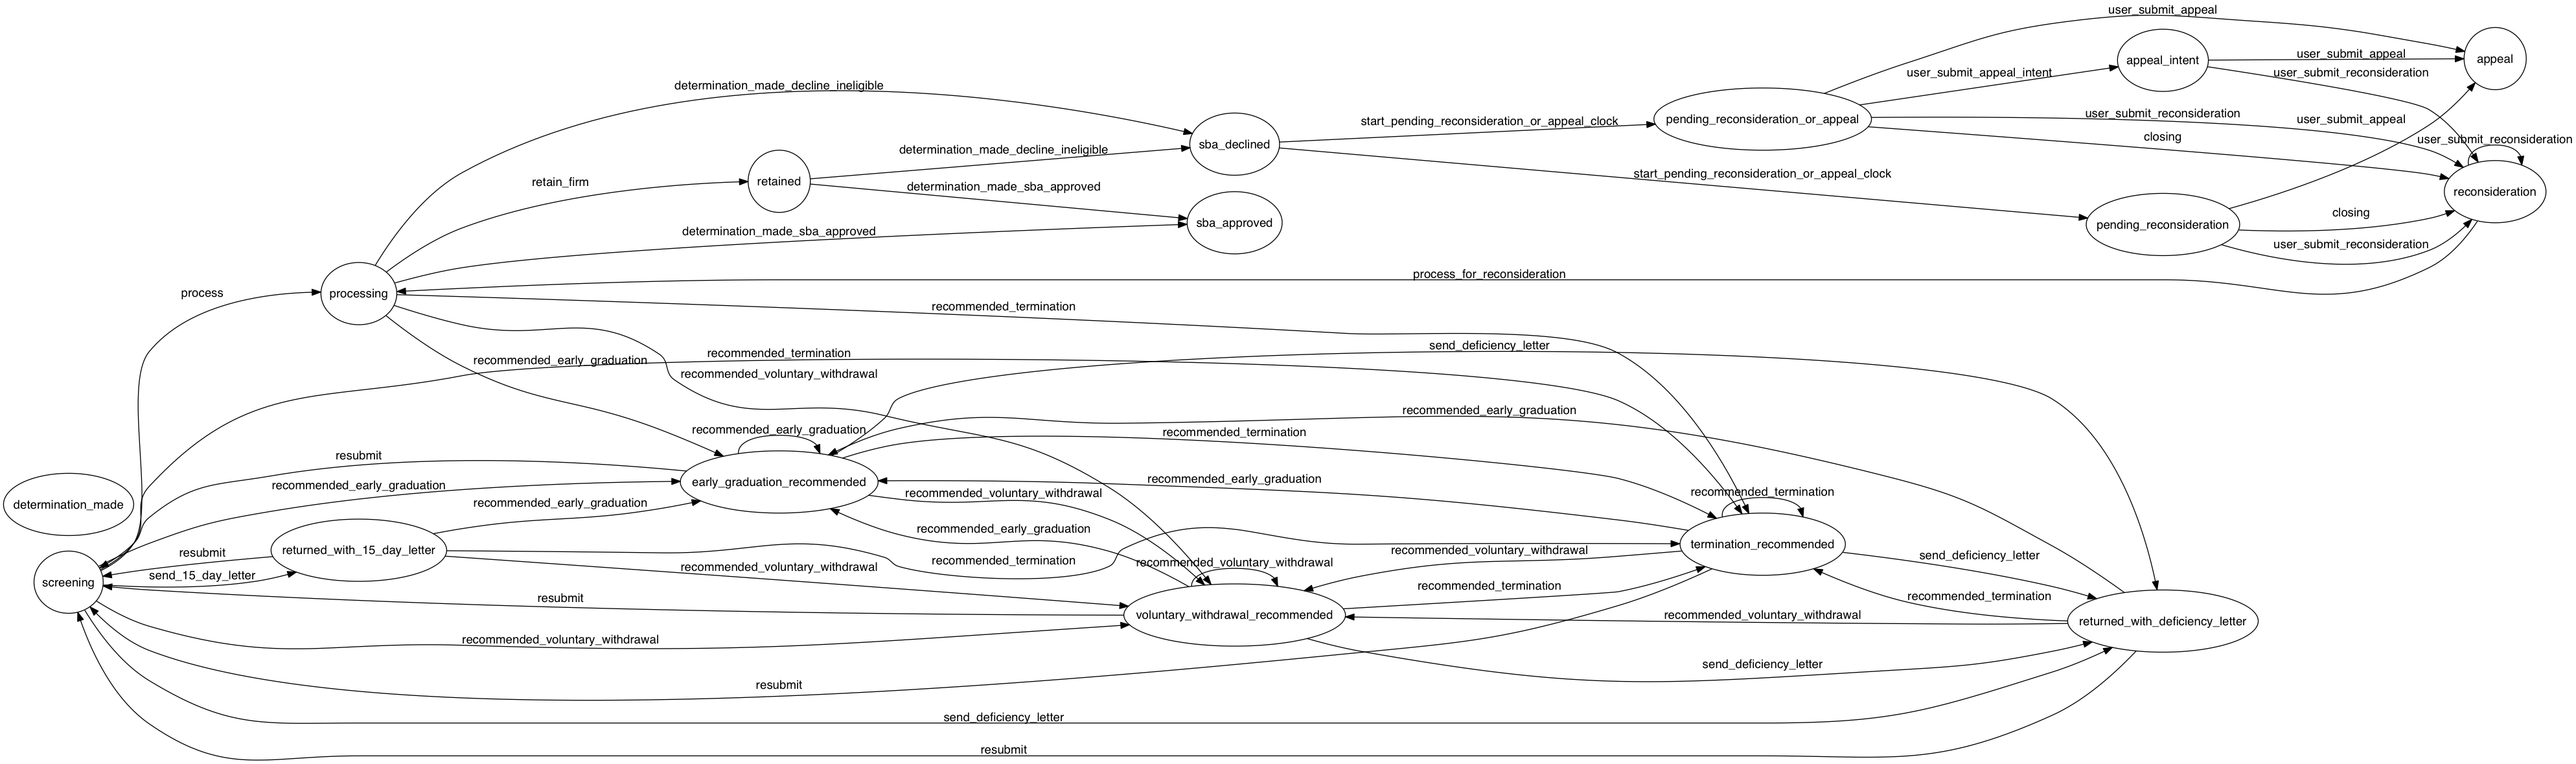 user_submit_appeal
appeal_intent
user_submit_appeal
appeal
user_submit_appeal_intent
user_submit_reconsideration
determination_made_decline_ineligible
pending_reconsideration_or_appeal
user_submit_reconsideration
user_submit_appeal
start_pending_reconsideration_or_appeal_clock
closing
user_submit_reconsideration
sba_declined
determination_made_decline_ineligible
start_pending_reconsideration_or_appeal_clock
retain_firm
retained
determination_made_sba_approved
reconsideration
closing
sba_approved
pending_reconsideration
determination_made_sba_approved
user_submit_reconsideration
process_for_reconsideration
process
processing
recommended_termination
send_deficiency_letter
recommended_termination
recommended_early_graduation
recommended_voluntary_withdrawal
recommended_early_graduation
recommended_early_graduation
recommended_termination
resubmit
recommended_early_graduation
early_graduation_recommended
recommended_early_graduation
recommended_voluntary_withdrawal
recommended_termination
determination_made
recommended_early_graduation
recommended_early_graduation
returned_with_15_day_letter
resubmit
recommended_termination
recommended_voluntary_withdrawal
recommended_voluntary_withdrawal
recommended_voluntary_withdrawal
termination_recommended
send_deficiency_letter
screening
send_15_day_letter
resubmit
recommended_termination
recommended_termination
voluntary_withdrawal_recommended
recommended_voluntary_withdrawal
returned_with_deficiency_letter
recommended_voluntary_withdrawal
send_deficiency_letter
resubmit
send_deficiency_letter
resubmit